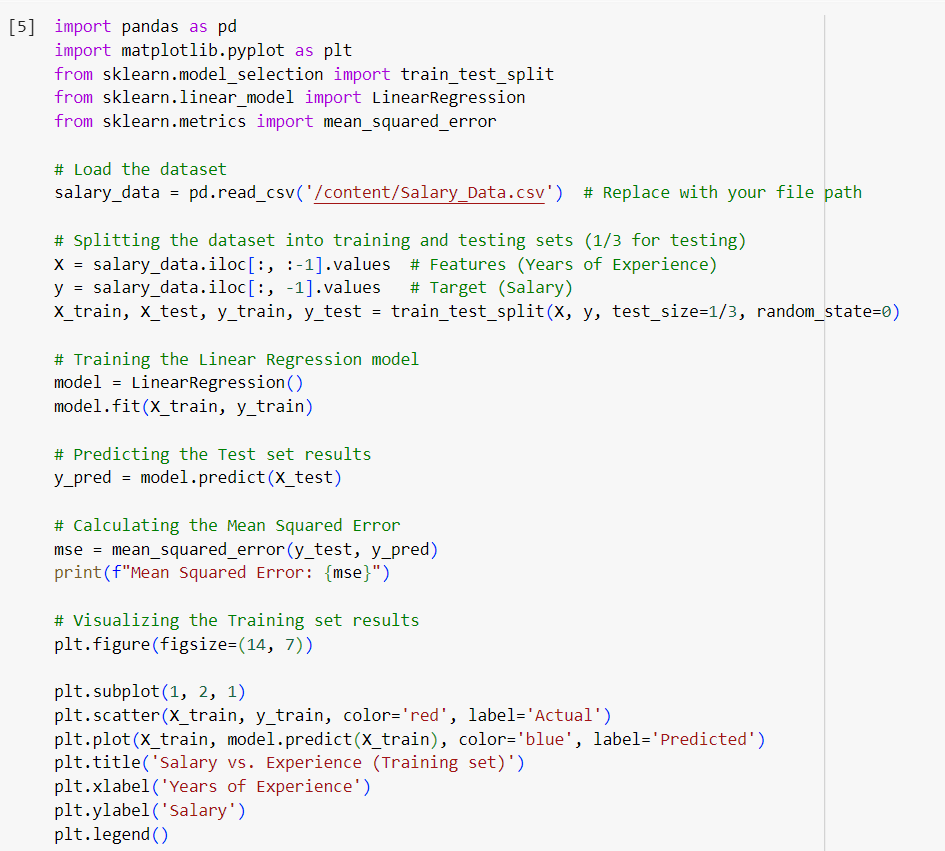 [5] import pandas as pd
import matplotlib.pyplot as plt
from sklearn.model_selection import train_test_split
from sklearn.linear_model import LinearRegression
from sklearn.metrics import mean_squared_error
# Load the dataset
salary_data = pd.read_csv('/content/Salary_Data.csv')  # Replace with your file path
# Splitting the dataset into training and testing sets (1/3 for testing)
X = salary_data.iloc[:, :-1].values  # Features (Years of Experience)
y = salary_data.iloc[:, -1].values   # Target (Salary)
X_train, X_test, y_train, y_test = train_test_split(X, y, test_size=1/3, random_state=0)
# Training the Linear Regression model
model = LinearRegression()
model.fit(X_train, y_train)
# Predicting the Test set results
y_pred = model.predict(X_test)
# Calculating the Mean Squared Error
mse = mean_squared_error(y_test, y_pred)
print(f"Mean Squared Error: {mse}")
# Visualizing the Training set results
plt.figure(figsize=(14, 7))
plt.subplot(1, 2, 1)
plt.scatter(X_train, y_train, color='red', label='Actual')
plt.plot(X_train, model.predict(X_train), color='blue', label='Predicted')
plt.title('Salary vs. Experience (Training set)')
plt.xlabel('Years of Experience')
plt.ylabel('Salary')
plt.legend()